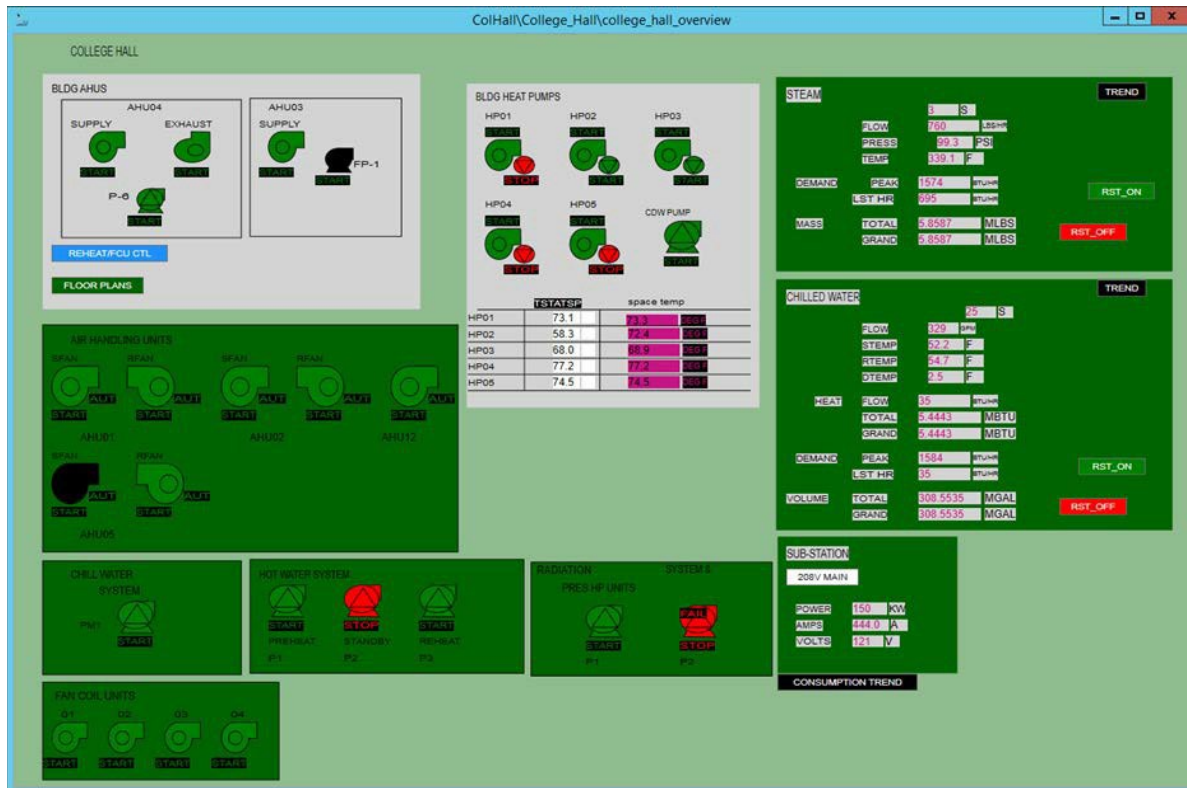 ColHall\College_Hall\college_hall_overview
COLLEGE HALL
BLDG AHUS
AHU04
SUPPLY EXHAUST
START START
P-6
START
AHU03
SUPPLY
FP-1
START
REHEAT/FCU CTL
FLOOR PLANS
BLDG HEAT PUMPS
HP01 HP02 HP03
START START START
STOP START START
HP04 HP05 CDW PUMP
START START
STOP STOP START
TSTATSP space temp
HP01 73.1 73.3 DEG F
HP02 58.3 72.4 DEG F
HP03 68.0 68.9 DEG F
HP04 77.2 77.2 DEG F
HP05 74.5 74.5 DEG F
STEAM TREND
3 S
FLOW 760 LBS/HR
PRESS 99.3 PSI
TEMP 339.1 F
DEMAND PEAK 1574 BTU/HR
LST HR 695 BTU/HR
RST_ON
MASS TOTAL 5.8587 MLBS
GRAND 5.8587 MLBS
RST_OFF
CHILLED WATER TREND
25 S
FLOW 329 GPM
STEMP 52.2 F
RTEMP 54.7 F
DTEMP 2.5 F
HEAT FLOW 35 BTU/HR
TOTAL 5.4443 MBTU
GRAND 5.4443 MBTU
DEMAND PEAK 1584 BTU/HR
LST HR 35 BTU/HR
RST_ON
VOLUME TOTAL 308.5535 MGAL
GRAND 308.5535 MGAL
RST_OFF
AIR HANDLING UNITS
RFAN SFAN RFAN
AUT AUT AUT AUT AUT
START START START START START
AHU01 AHU02 AHU12
SFAN RFAN
AUT AUT
START START
AHU05
CHILL WATER
SYSTEM
PM1
START
HOT WATER SYSTEM
START STOP START
PREHEAT STANDBY REHEAT
P1 P2 P3
RADIATION SYSTEM &
PRES HP UNITS
FAIL
START STOP
P1 P2
SUB-STATION
208V MAIN
POWER 150 KW
AMPS 444.0 A
VOLTS 121 V
CONSUMPTION TREND
FAN COIL UNITS
01 02 03 04
START START START START